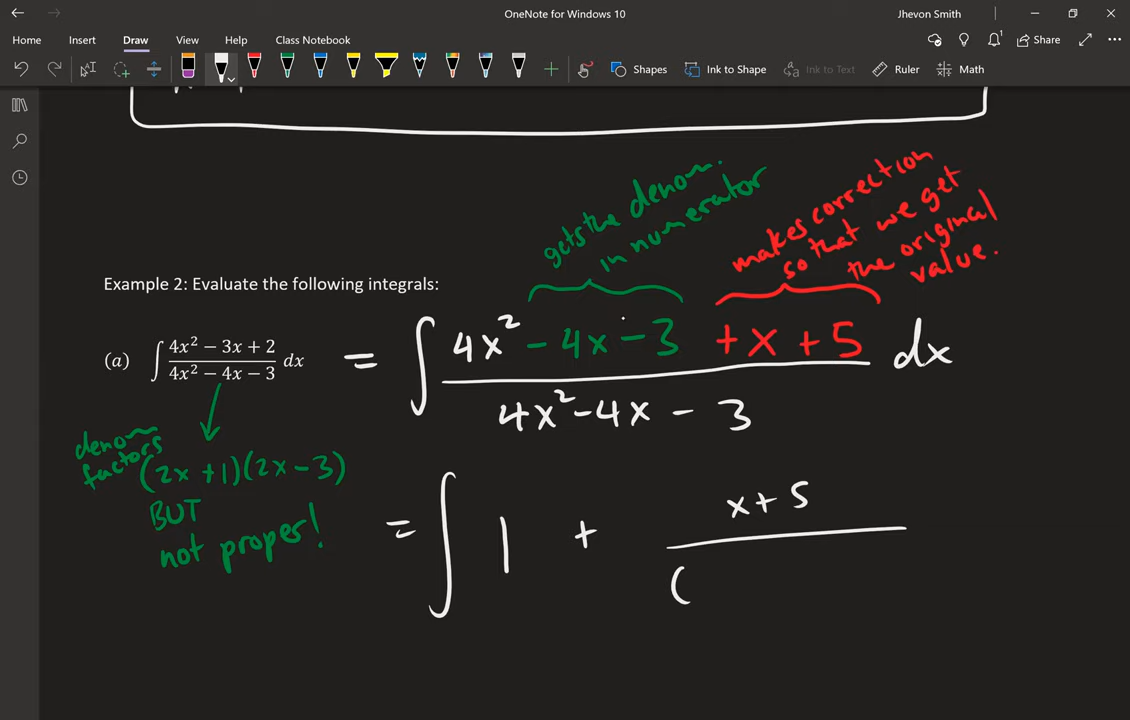 OneNote for Windows 10
Jhevon Smith
Home Insert Draw View Help Class Notebook
Share
Shapes Ink to Shape Ink to Text Ruler Math
gets the denom.
in numerator
makes correction
so that we get
the original
value.
Example 2: Evaluate the following integrals:
(a) ∫ (4x² − 3x + 2)/(4x² − 4x − 3) dx = ∫ (4x² − 4x − 3 + x + 5)/(4x² − 4x − 3) dx
denom
factors (2x + 1)(2x − 3)
BUT
not proper!
= ∫ 1 + x + 5
(